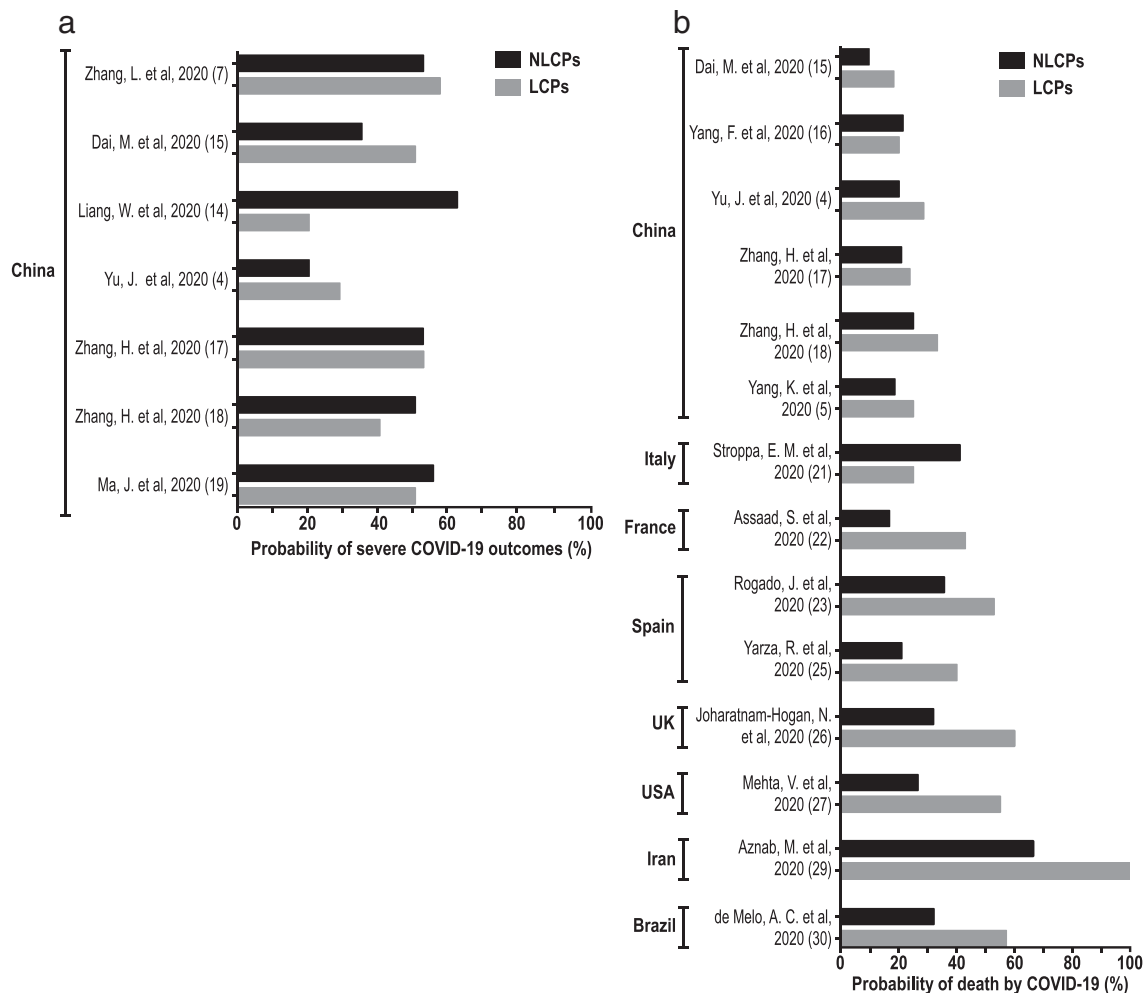 a
China
NLCPs
LCPs
Zhang, L. et al, 2020 (7)
Dai, M. et al, 2020 (15)
Liang, W. et al, 2020 (14)
Yu, J. et al, 2020 (4)
Zhang, H. et al, 2020 (17)
Zhang, H. et al, 2020 (18)
Ma, J. et al, 2020 (19)
0 20 40 60 80 100
Probability of severe COVID-19 outcomes (%)
b
NLCPs
LCPs
China
Dai, M. et al, 2020 (15)
Yang, F. et al, 2020 (16)
Yu, J. et al, 2020 (4)
Zhang, H. et al,
2020 (17)
Zhang, H. et al,
2020 (18)
Yang, K. et al,
2020 (5)
Italy
Stroppa, E. M. et al,
2020 (21)
France
Assaad, S. et al,
2020 (22)
Spain
Rogado, J. et al,
2020 (23)
Yarza, R. et al,
2020 (25)
UK
Joharatnam-Hogan, N.
et al, 2020 (26)
USA
Mehta, V. et al,
2020 (27)
Iran
Aznab, M. et al,
2020 (29)
Brazil
de Melo, A. C. et al,
2020 (30)
0 20 40 60 80 100
Probability of death by COVID-19 (%)